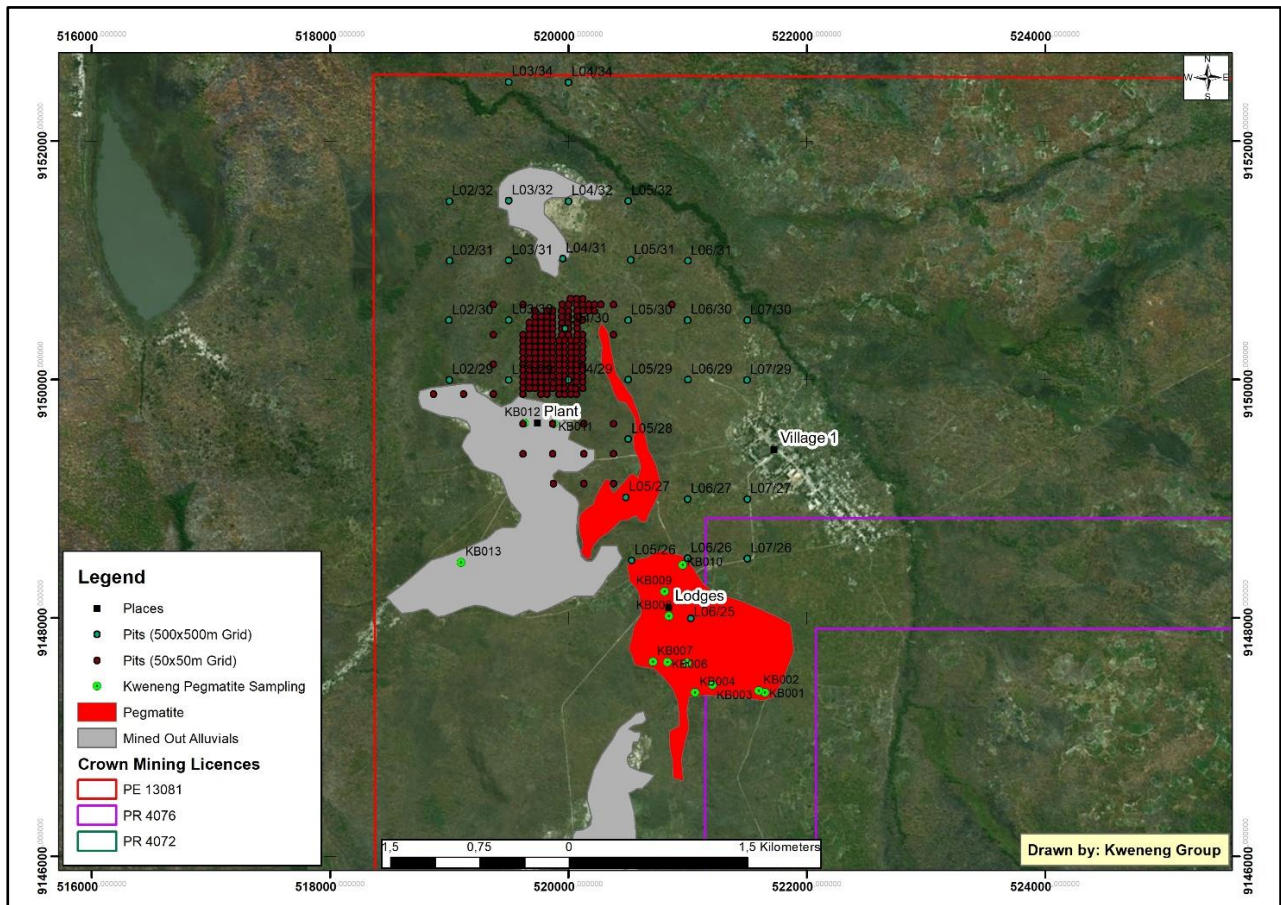 516000.000000 518000.000000 520000.000000 522000.000000 524000.000000
N
W E
S
L03/34 L04/34
9152000.000000 9152000.000000
L02/32 L03/32 L04/32 L05/32
L02/31 L03/31 L04/31 L05/31 L06/31
L02/30 L05/30 L06/30 L07/30
9150000.000000 L02/29 L05/29 L06/29 L07/29 9150000.000000
KB012 Plant KB011
L05/28 Village 1
L05/27 L06/27 L07/27
KB013 L05/26 L06/26 L07/26
KB010
KB009
Lodges
9148000.000000 L06/25 9148000.000000
KB007 KB006
KB004 KB003 KB002 KB001
Legend
Places
Pits (500x500m Grid)
Pits (50x50m Grid)
Kweneng Pegmatite Sampling
Pegmatite
Mined Out Alluvials
Crown Mining Licences
PE 13081
PR 4076
PR 4072
1,5 0,75 0 1,5 Kilometers
Drawn by: Kweneng Group
9146000.000000 9146000.000000
516000.000000 518000.000000 520000.000000 522000.000000 524000.000000